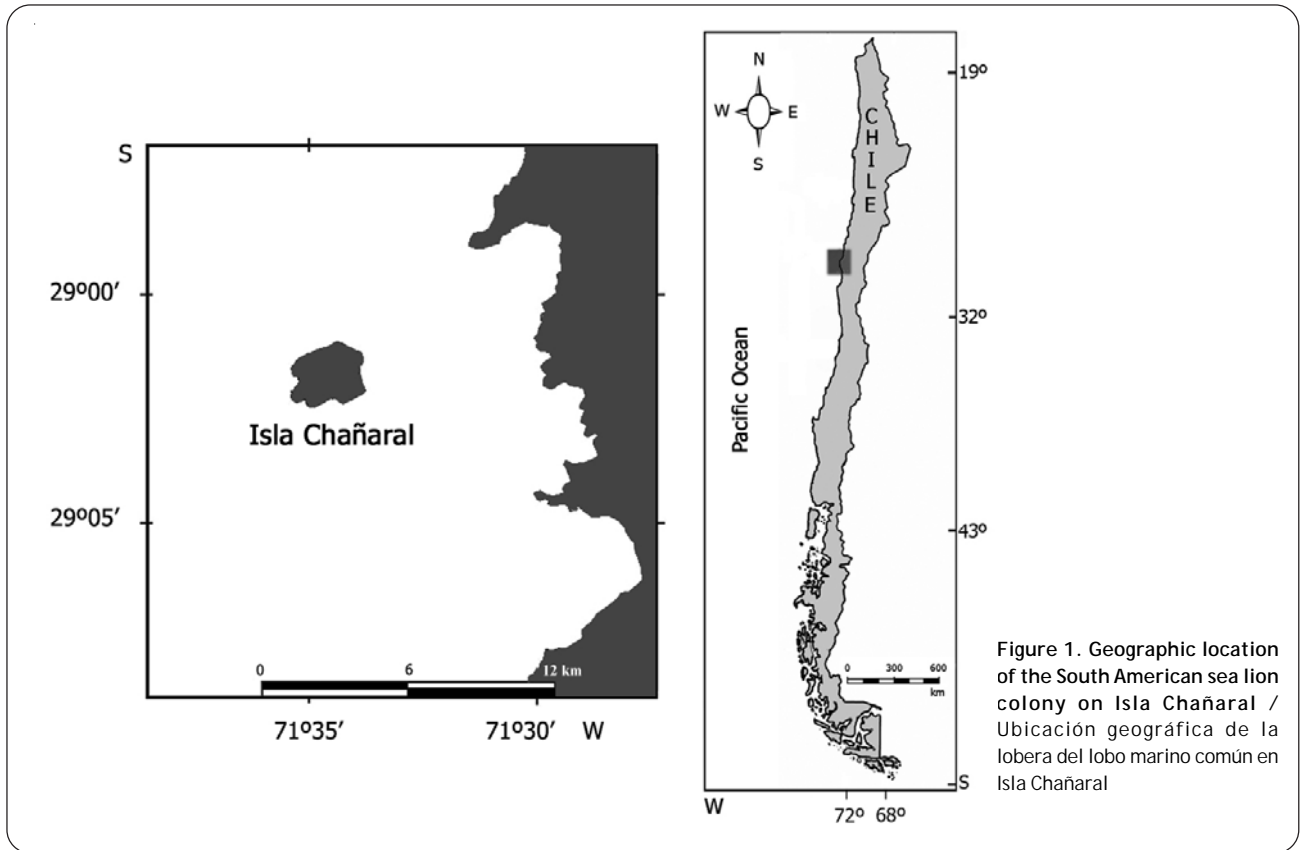 S
29º00′
29º05′
Isla Chañaral
0 6 12 km
71º35′ 71º30′ W
N
W E
S
CHILE
Pacific Ocean
19º
32º
43º
S
0 300 600
km
W
72º 68º
Figure 1. Geographic location
of the South American sea lion
colony on Isla Chañaral /
Ubicación geográfica de la
lobera del lobo marino común en
Isla Chañaral